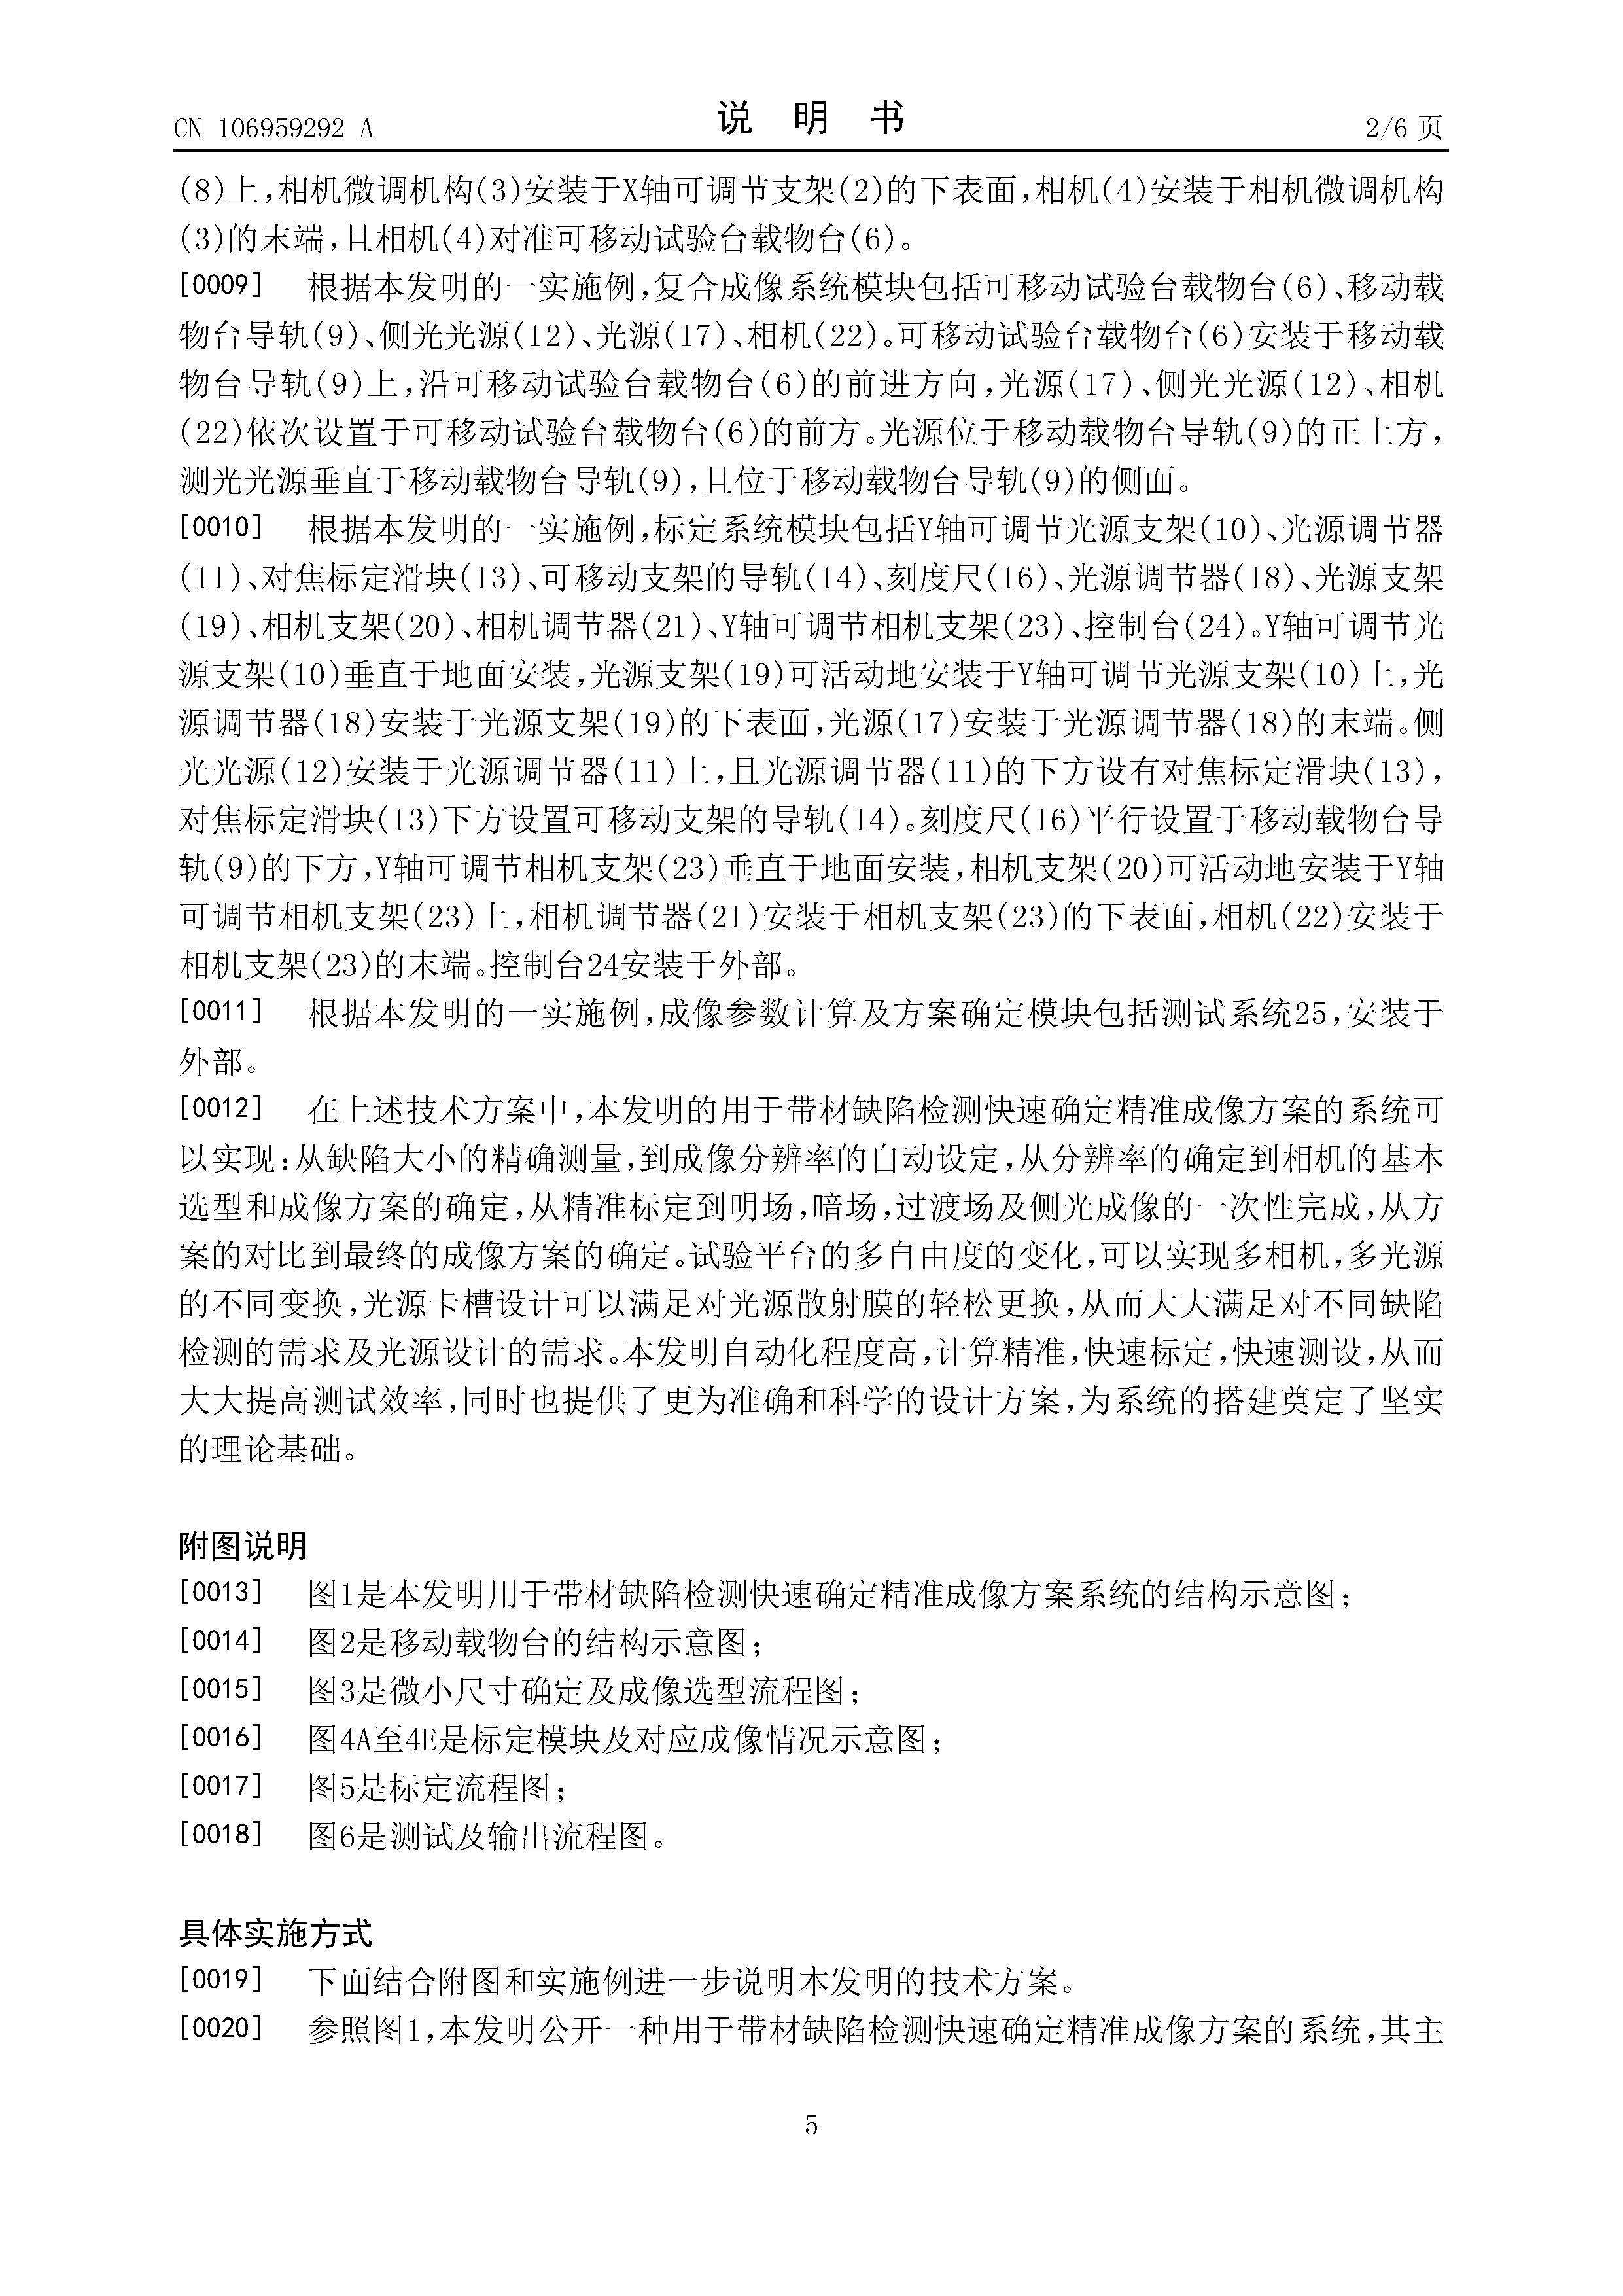 CN 106959292 A
说 明 书
2/6 页
(8)上,相机微调机构(3)安装于X轴可调节支架(2)的下表面,相机(4)安装于相机微调机构
(3)的末端,且相机(4)对准可移动试验台载物台(6)。
[0009] 根据本发明的一实施例,复合成像系统模块包括可移动试验台载物台(6)、移动载
物台导轨(9)、侧光光源(12)、光源(17)、相机(22)。可移动试验台载物台(6)安装于移动载
物台导轨(9)上,沿可移动试验台载物台(6)的前进方向,光源(17)、侧光光源(12)、相机
(22)依次设置于可移动试验台载物台(6)的前方。光源位于移动载物台导轨(9)的正上方,
测光光源垂直于移动载物台导轨(9),且位于移动载物台导轨(9)的侧面。
[0010] 根据本发明的一实施例,标定系统模块包括Y轴可调节光源支架(10)、光源调节器
(11)、对焦标定滑块(13)、可移动支架的导轨(14)、刻度尺(16)、光源调节器(18)、光源支架
(19)、相机支架(20)、相机调节器(21)、Y轴可调节相机支架(23)、控制台(24)。Y轴可调节光
源支架(10)垂直于地面安装,光源支架(19)可活动地安装于Y轴可调节光源支架(10)上,光
源调节器(18)安装于光源支架(19)的下表面,光源(17)安装于光源调节器(18)的末端。侧
光光源(12)安装于光源调节器(11)上,且光源调节器(11)的下方设有对焦标定滑块(13),
对焦标定滑块(13)下方设置可移动支架的导轨(14)。刻度尺(16)平行设置于移动载物台导
轨(9)的下方,Y轴可调节相机支架(23)垂直于地面安装,相机支架(20)可活动地安装于Y轴
可调节相机支架(23)上,相机调节器(21)安装于相机支架(23)的下表面,相机(22)安装于
相机支架(23)的末端。控制台24安装于外部。
[0011] 根据本发明的一实施例,成像参数计算及方案确定模块包括测试系统25,安装于
外部。
[0012] 在上述技术方案中,本发明的用于带材缺陷检测快速确定精准成像方案的系统可
以实现:从缺陷大小的精确测量,到成像分辨率的自动设定,从分辨率的确定到相机的基本
选型和成像方案的确定,从精准标定到明场,暗场,过渡场及侧光成像的一次性完成,从方
案的对比到最终的成像方案的确定。试验平台的多自由度的变化,可以实现多相机,多光源
的不同变换,光源卡槽设计可以满足对光源散射膜的轻松更换,从而大大满足对不同缺陷
检测的需求及光源设计的需求。本发明自动化程度高,计算精准,快速标定,快速测设,从而
大大提高测试效率,同时也提供了更为准确和科学的设计方案,为系统的搭建奠定了坚实
的理论基础。
附图说明
[0013] 图1是本发明用于带材缺陷检测快速确定精准成像方案系统的结构示意图;
[0014] 图2是移动载物台的结构示意图;
[0015] 图3是微小尺寸确定及成像选型流程图;
[0016] 图4A至4E是标定模块及对应成像情况示意图;
[0017] 图5是标定流程图;
[0018] 图6是测试及输出流程图。
具体实施方式
[0019] 下面结合附图和实施例进一步说明本发明的技术方案。
[0020] 参照图1,本发明公开一种用于带材缺陷检测快速确定精准成像方案的系统,其主
5